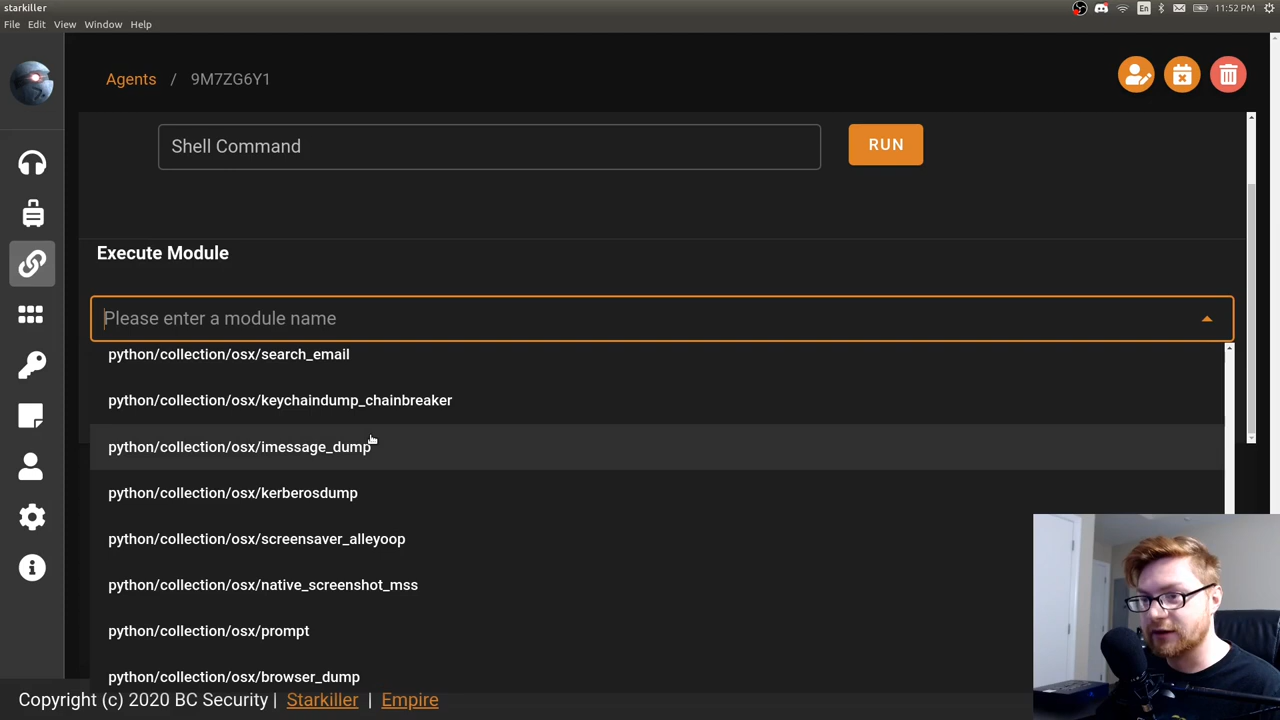 starkiller
En
11:52 PM
File Edit View Window Help
Agents / 9M7ZG6Y1
Shell Command
RUN
Execute Module
Please enter a module name
python/collection/osx/search_email
python/collection/osx/keychaindump_chainbreaker
python/collection/osx/imessage_dump
python/collection/osx/kerberosdump
python/collection/osx/screensaver_alleyoop
python/collection/osx/native_screenshot_mss
python/collection/osx/prompt
python/collection/osx/browser_dump
Copyright (c) 2020 BC Security | Starkiller | Empire